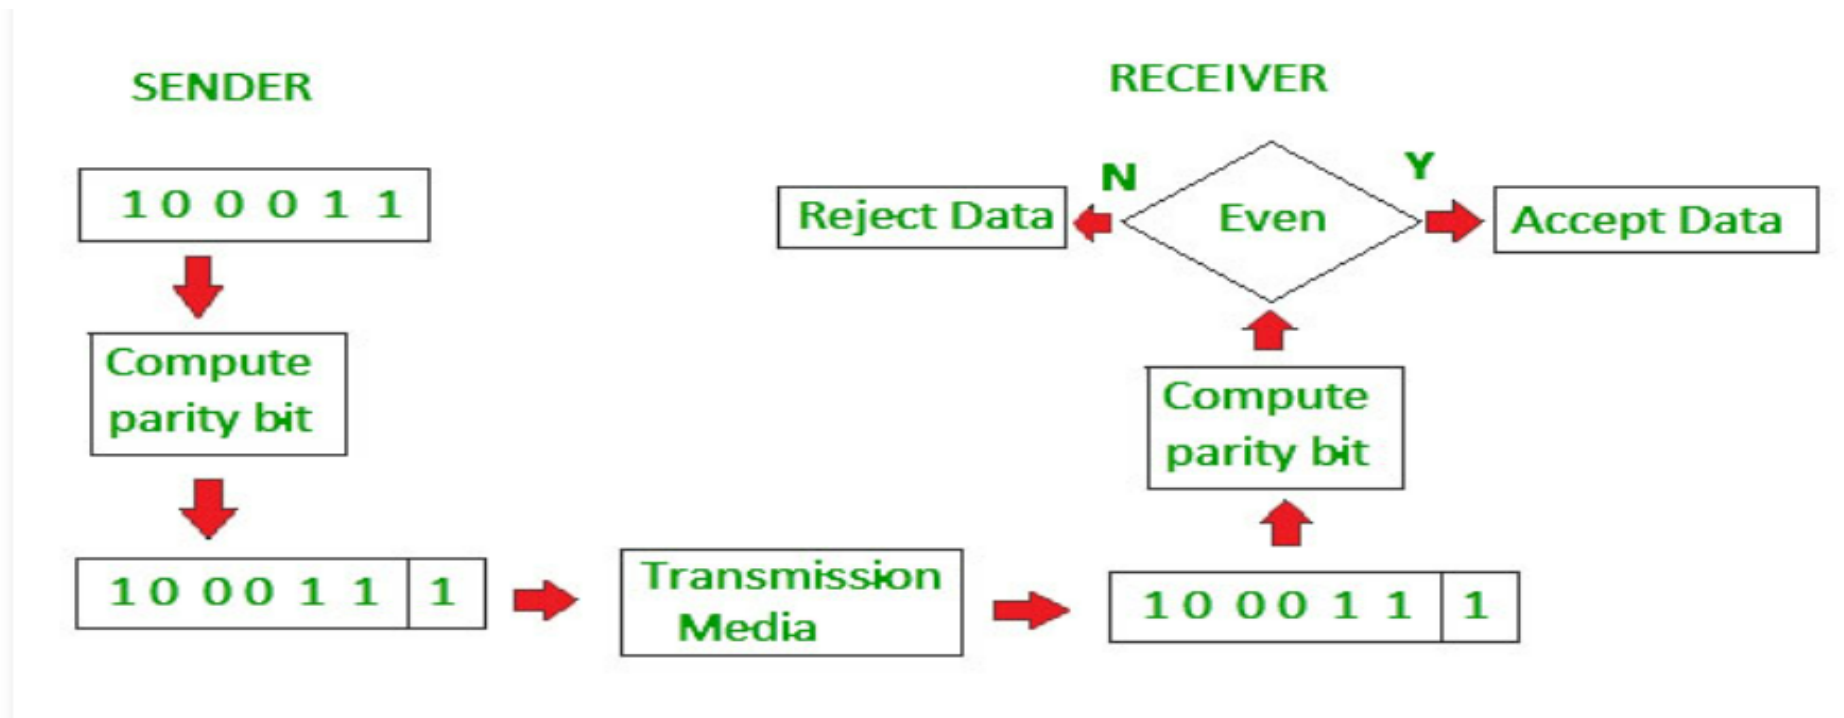 SENDER
1 0 0 0 1 1
Compute
parity bit
1 0 0 0 1 1 1
Transmission
Media
RECEIVER
N
Y
Reject Data
Even
Accept Data
Compute
parity bit
1 0 0 0 1 1 1